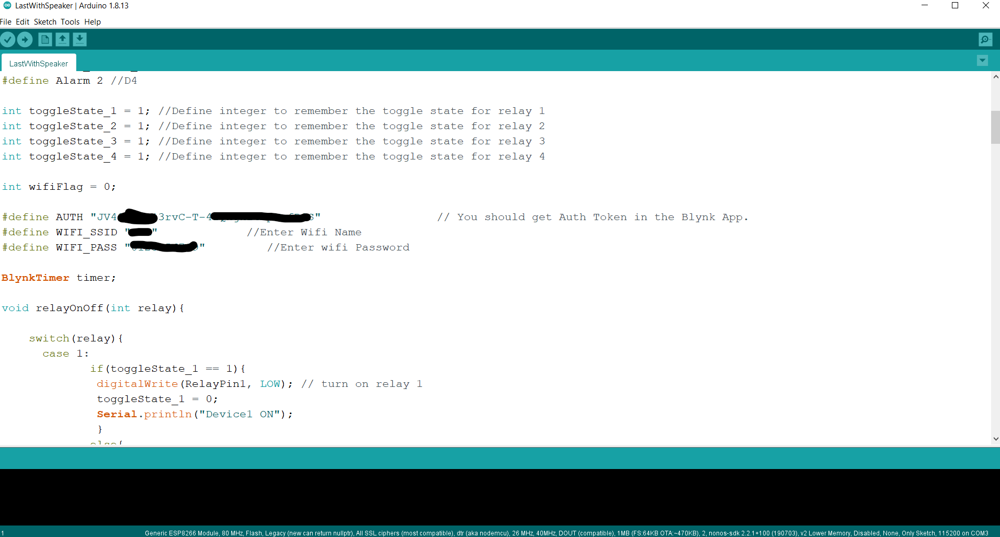 LastWithSpeaker | Arduino 1.8.13
File Edit Sketch Tools Help
LastWithSpeaker
#define Alarm 2 //D4
int toggleState_1 = 1; //Define integer to remember the toggle state for relay 1
int toggleState_2 = 1; //Define integer to remember the toggle state for relay 2
int toggleState_3 = 1; //Define integer to remember the toggle state for relay 3
int toggleState_4 = 1; //Define integer to remember the toggle state for relay 4
int wifiFlag = 0;
#define AUTH "JV4 3rvC-T-4 " // You should get Auth Token in the Blynk App.
#define WIFI_SSID " " //Enter Wifi Name
#define WIFI_PASS " " //Enter wifi Password
BlynkTimer timer;
void relayOnOff(int relay){
switch(relay){
case 1:
if(toggleState_1 == 1){
digitalWrite(RelayPin1, LOW); // turn on relay 1
toggleState_1 = 0;
Serial.println("Device1 ON");
}
else{
1 Generic ESP8266 Module, 80 MHz, Flash, Legacy (new can return nullptr), All SSL ciphers (most compatible), dtr (aka nodemcu), 26 MHz, 40MHz, DOUT (compatible), 1MB (FS:64KB OTA:~470KB), 2, nonos-sdk 2.2.1+100 (190703), v2 Lower Memory, Disabled, None, Only Sketch, 115200 on COM3